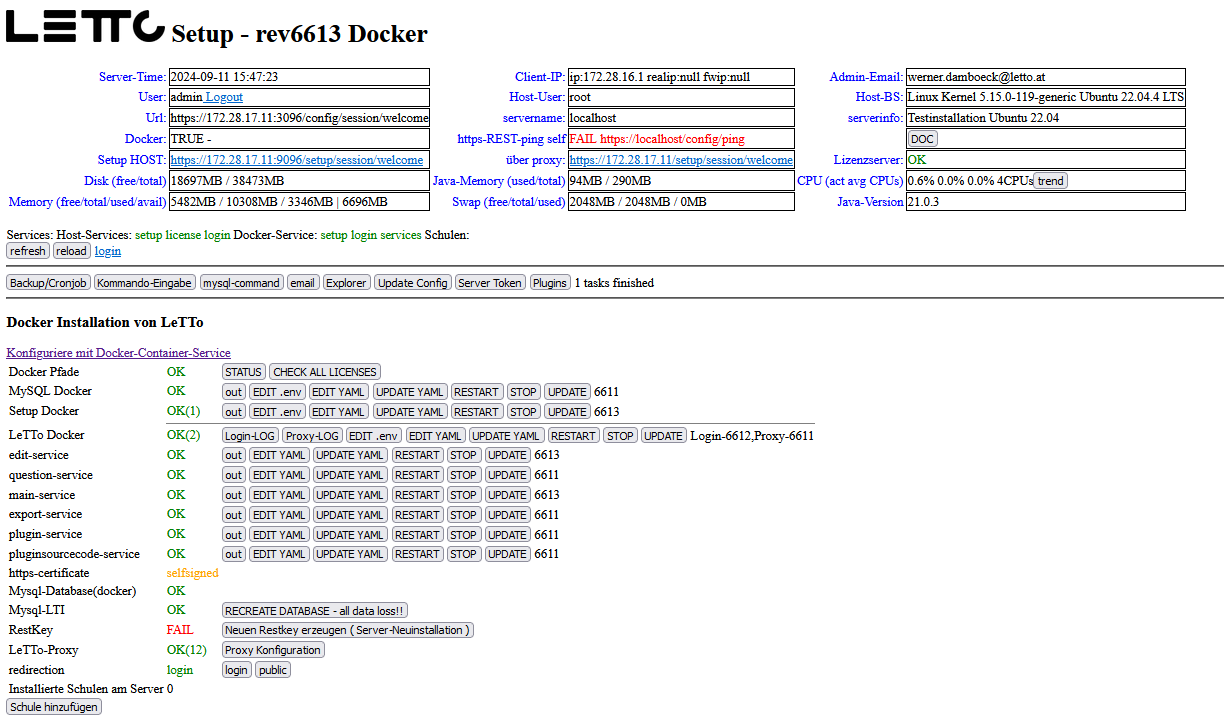 LETTO Setup - rev6613 Docker
Server-Time: 2024-09-11 15:47:23 Client-IP: ip:172.28.16.1 realip:null fwip:null Admin-Email: werner.damboeck@letto.at
User: admin Logout Host-User: root Host-BS: Linux Kernel 5.15.0-119-generic Ubuntu 22.04.4 LTS
Url: https://172.28.17.11:3096/config/session/welcome servername: localhost serverinfo: Testinstallation Ubuntu 22.04
Docker: TRUE - https-REST-ping self FAIL https://localhost/config/ping DOC
Setup HOST: https://172.28.17.11:9096/setup/session/welcome über proxy: https://172.28.17.11/setup/session/welcome Lizenzserver: OK
Disk (free/total) 18697MB / 38473MB Java-Memory (used/total) 94MB / 290MB CPU (act avg CPUs) 0.6% 0.0% 0.0% 4CPUs trend
Memory (free/total/used/avail) 5482MB / 10308MB / 3346MB | 6696MB Swap (free/total/used) 2048MB / 2048MB / 0MB Java-Version 21.0.3
Services: Host-Services: setup license login Docker-Service: setup login services Schulen:
refresh reload login
Backup/Cronjob Kommando-Eingabe mysql-command email Explorer Update Config Server Token Plugins 1 tasks finished
Docker Installation von LeTTo
Konfiguriere mit Docker-Container-Service
Docker Pfade OK STATUS CHECK ALL LICENSES
MySQL Docker OK out EDIT .env EDIT YAML UPDATE YAML RESTART STOP UPDATE 6611
Setup Docker OK(1) out EDIT .env EDIT YAML UPDATE YAML RESTART STOP UPDATE 6613
LeTTo Docker OK(2) Login-LOG Proxy-LOG EDIT .env EDIT YAML UPDATE YAML RESTART STOP UPDATE Login-6612,Proxy-6611
edit-service OK out EDIT YAML UPDATE YAML RESTART STOP UPDATE 6613
question-service OK out EDIT YAML UPDATE YAML RESTART STOP UPDATE 6611
main-service OK out EDIT YAML UPDATE YAML RESTART STOP UPDATE 6613
export-service OK out EDIT YAML UPDATE YAML RESTART STOP UPDATE 6611
plugin-service OK out EDIT YAML UPDATE YAML RESTART STOP UPDATE 6611
pluginsourcecode-service OK out EDIT YAML UPDATE YAML RESTART STOP UPDATE 6611
https-certificate selfsigned
Mysql-Database(docker) OK
Mysql-LTI OK RECREATE DATABASE - all data loss!!
RestKey FAIL Neuen Restkey erzeugen ( Server-Neuinstallation )
LeTTo-Proxy OK(12) Proxy Konfiguration
redirection login login public
Installierte Schulen am Server 0
Schule hinzufügen